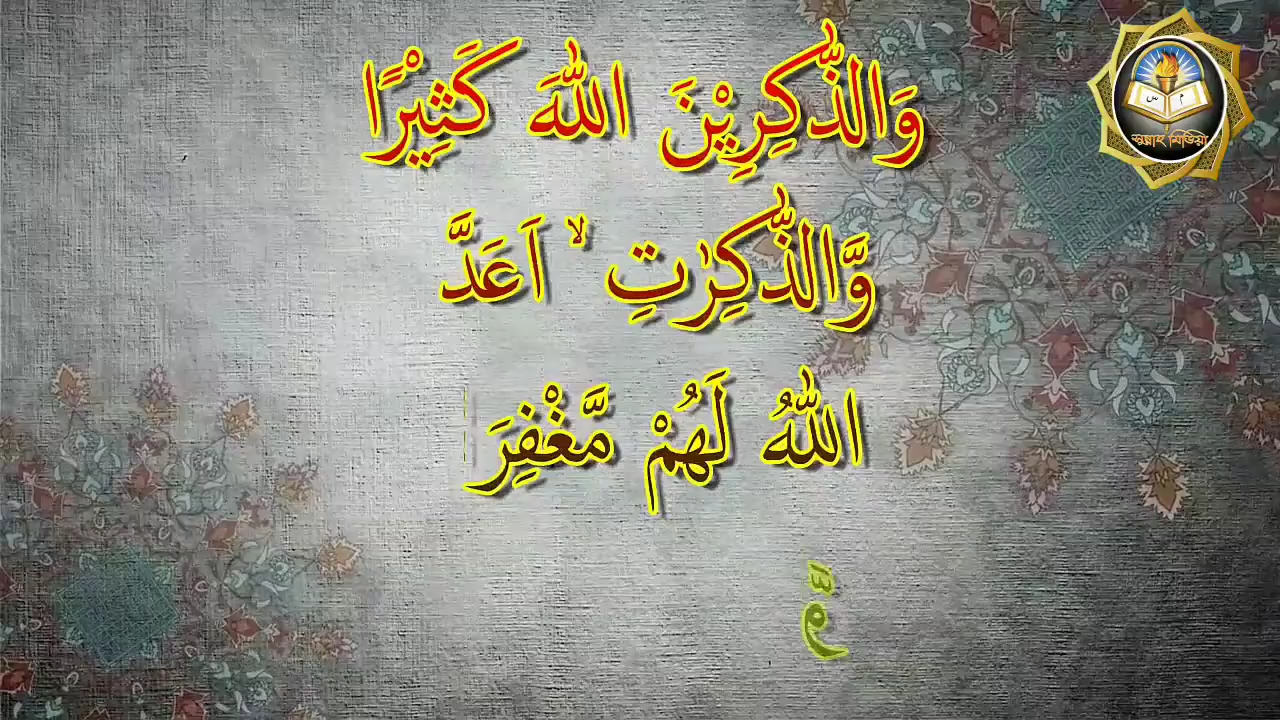 وَالذّٰكِرِيْنَ اللّٰهَ كَثِيْرًا
وَّالذّٰكِرٰتِ ۙ اَعَدَّ
اللّٰهُ لَهُمْ مَّغْفِرَ
সুন্নাহ মিডিয়া